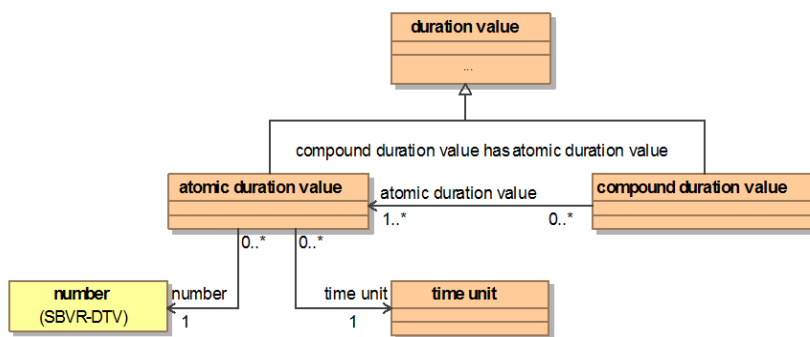 duration value
...
compound duration value has atomic duration value
atomic duration value
atomic duration value
compound duration value
1..*
0..*
0..*
0..*
number
(SBVR-DTV)
number
1
time unit
1
time unit